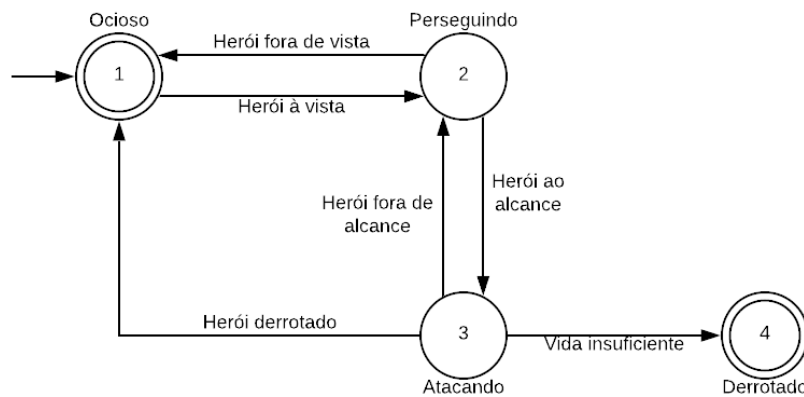 Ocioso
Perseguindo
Herói fora de vista
1
2
Herói à vista
Herói fora de
alcance
Herói ao
alcance
Herói derrotado
3
4
Vida insuficiente
Atacando
Derrotado